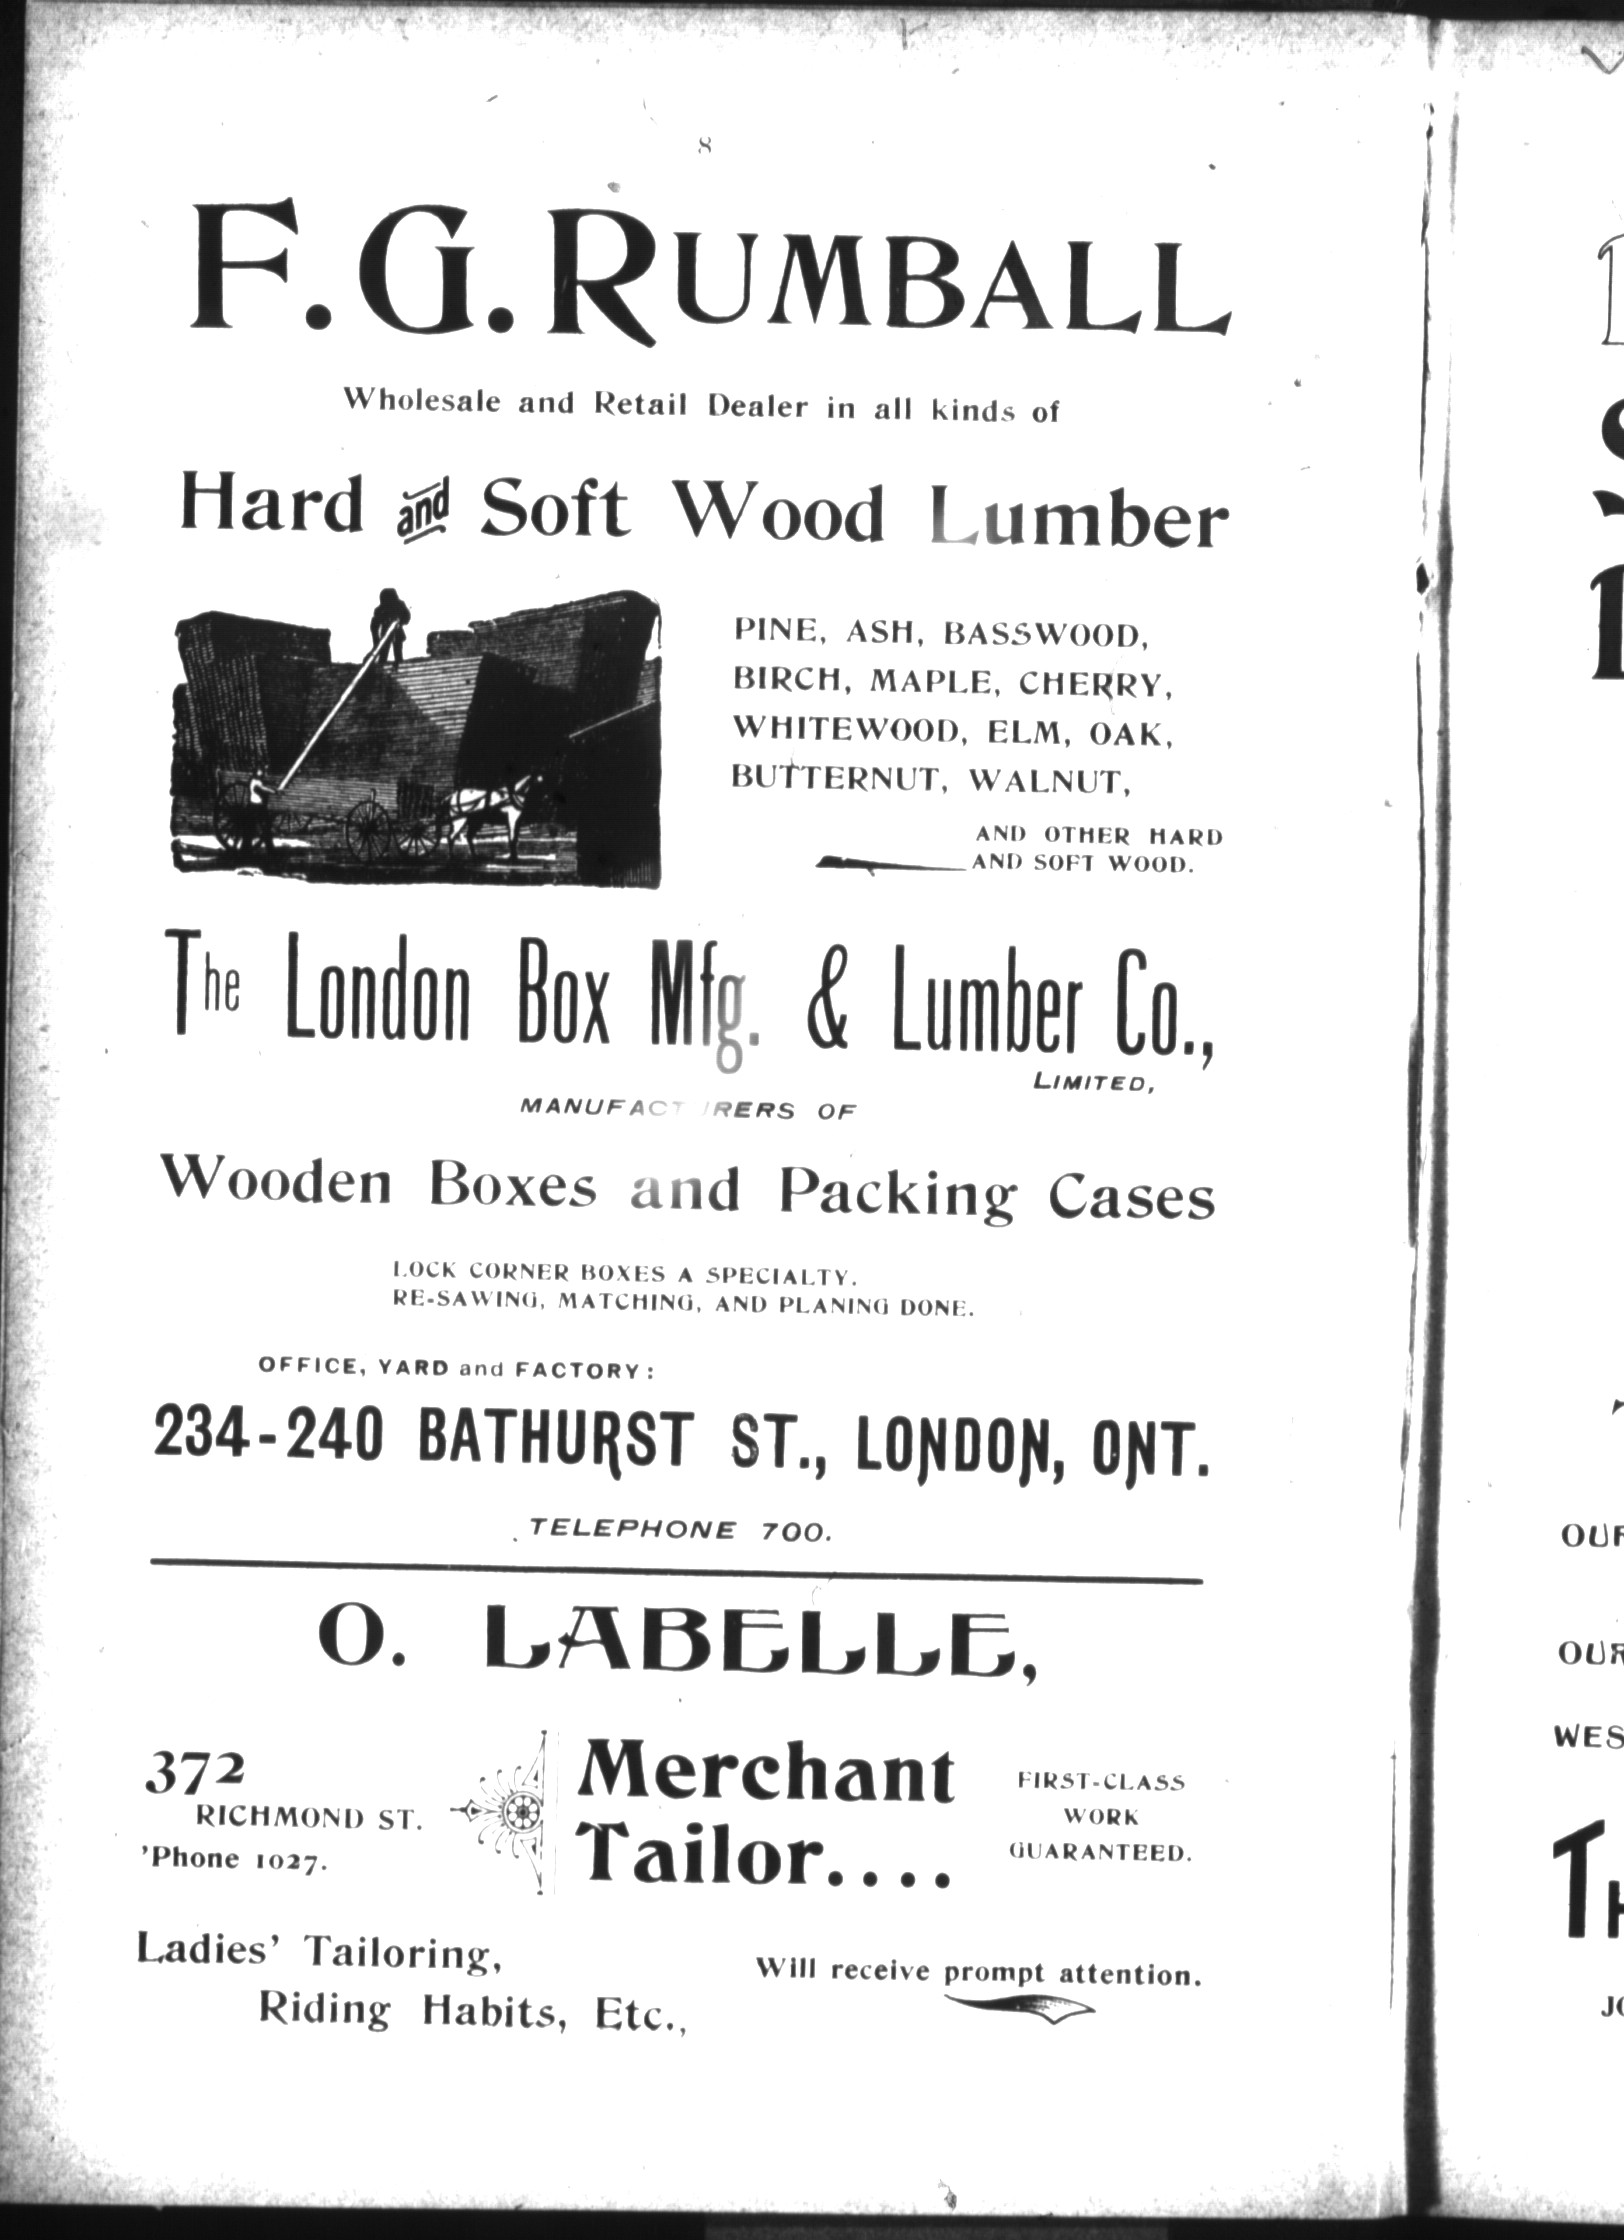 8
F. G. RUMBALL
Wholesale and Retail Dealer in all kinds of
Hard and Soft Wood Lumber
PINE, ASH, BASSWOOD,
BIRCH, MAPLE, CHERRY,
WHITEWOOD, ELM, OAK,
BUTTERNUT, WALNUT,
AND OTHER HARD
AND SOFT WOOD.
The London Box Mfg. & Lumber Co.,
LIMITED,
MANUFACTURERS OF
Wooden Boxes and Packing Cases
LOCK CORNER BOXES A SPECIALTY.
RE-SAWING, MATCHING, AND PLANING DONE.
OFFICE, YARD and FACTORY:
234-240 BATHURST ST., LONDON, ONT.
TELEPHONE 700.
O. LABELLE,
372
RICHMOND ST.
'Phone 1027.
Merchant
Tailor....
FIRST-CLASS
WORK
GUARANTEED.
Ladies' Tailoring,
Riding Habits, Etc.,
Will receive prompt attention.
OUR
WES